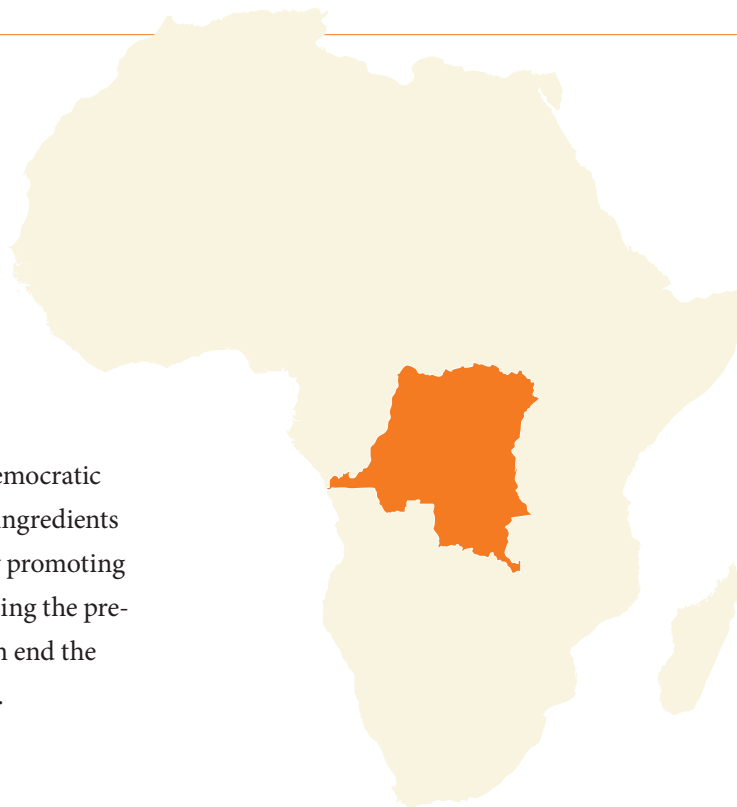 emocratic
ingredients
promoting
ing the pre-
end the